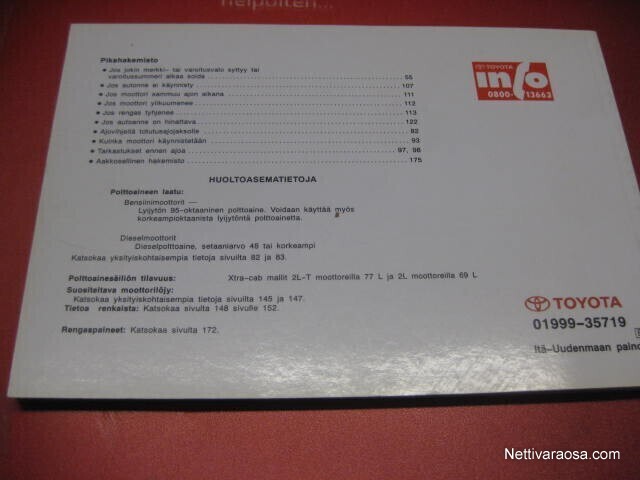 helpoiten...
Pikahakemisto
• Jos jokin merkki- tai varoitusvalo syttyy tai
varoitussummeri alkaa soida 55
• Jos autonne ei käynnisty 107
• Jos moottori sammuu ajon aikana 111
• Jos moottori ylikuumenee 112
• Jos rengas tyhjenee 113
• Jos autoanne on hinattava 122
• Ajovihjeitä totutusajojaksolle 82
• Kuinka moottori käynnistetään 93
• Tarkastukset ennen ajoa 97, 98
• Aakkosellinen hakemisto 175
TOYOTA
info
0800- 13663
HUOLTOASEMATIETOJA
Polttoaineen laatu:
Bensiinimoottorit —
Lyijytön 95-oktaaninen polttoaine. Voidaan käyttää myös
korkeampioktaanista lyijytöntä polttoainetta.
Dieselmoottorit
Dieselpolttoaine, setaaniarvo 48 tai korkeampi
Katsokaa yksityiskohtaisempia tietoja sivuilta 82 ja 83.
Polttoainesäiliön tilavuus: Xtra-cab mallit 2L-T moottoreilla 77 L ja 2L moottoreilla 69 L
Suositeltava moottoriöljy:
Katsokaa yksityiskohtaisempia tietoja sivuilta 145 ja 147.
Tietoa renkaista: Katsokaa sivuilta 148 sivulle 152.
Rengaspaineet: Katsokaa sivulta 172.
TOYOTA
01999-35719
Itä-Uudenmaan paino
Nettivaraosa.com